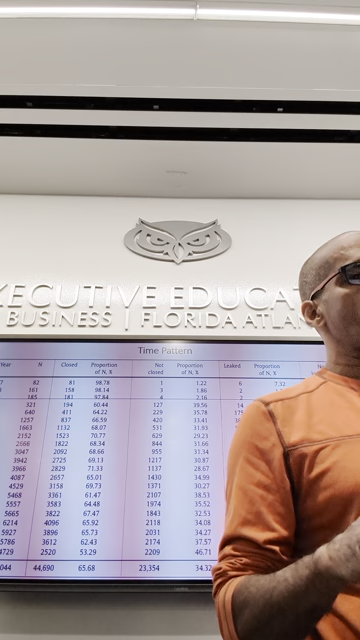 EXECUTIVE EDUCAT
BUSINESS | FLORIDA ATLAN
Time Pattern
Year N Closed Proportion of N, % Not closed Proportion of N, % Leaked Proportion of N, %
7 82 81 98.78 1 1.22 6 7.32
161 158 98.14 3 1.86 2
185 181 97.84 4 2.16 2
321 194 60.44 127 39.56 14
640 411 64.22 229 35.78
1257 837 66.59 420 33.41
1663 1132 68.07 531 31.93
2152 1523 70.77 629 29.23
2666 1822 68.34 844 31.66
3047 2092 68.66 955 31.34
3942 2725 69.13 1217 30.87
3966 2829 71.33 1137 28.67
4087 2657 65.01 1430 34.99
4529 3158 69.73 1371 30.27
5468 3361 61.47 2107 38.53
5557 3583 64.48 1974 35.52
5665 3822 67.47 1843 32.53
6214 4096 65.92 2118 34.08
5927 3896 65.73 2031 34.27
5786 3612 62.43 2174 37.57
4729 2520 53.29 2209 46.71
044 44,690 65.68 23,354 34.32